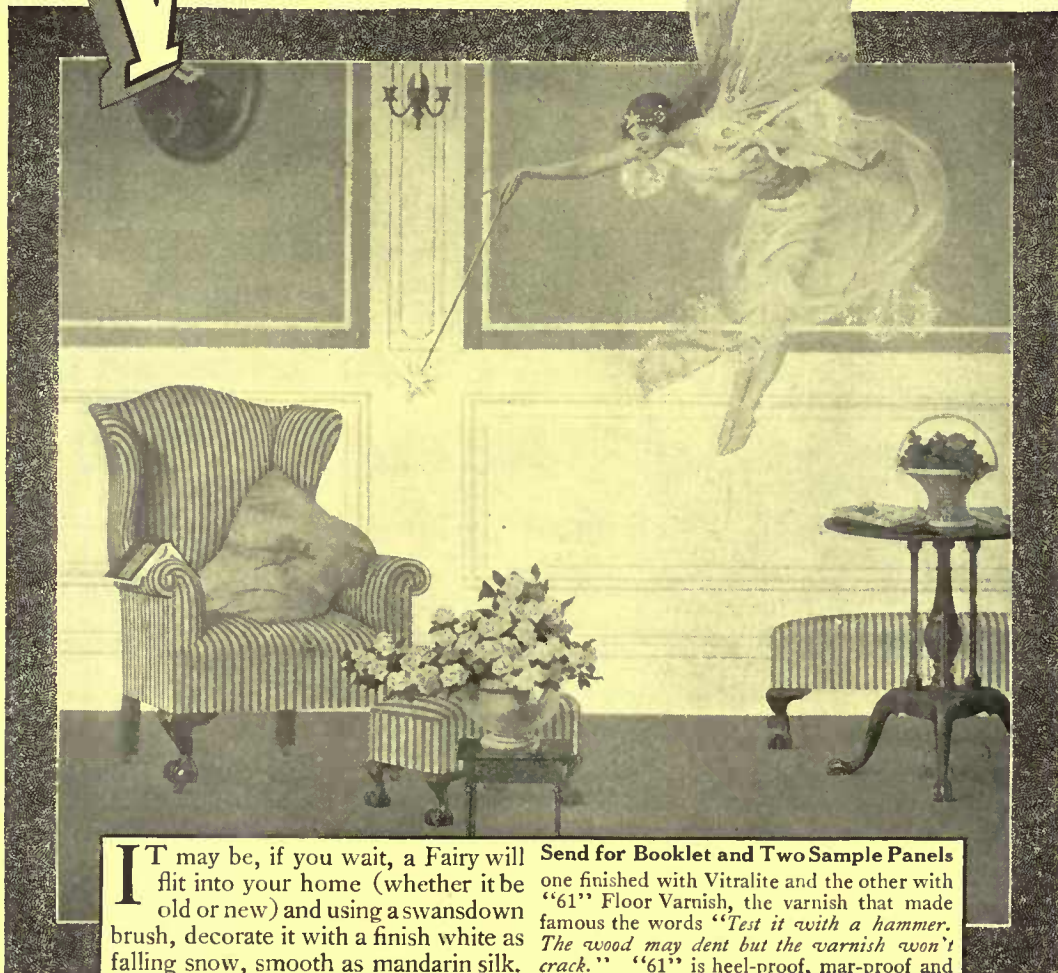 IT may be, if you wait, a Fairy will
flit into your home (whether it be
old or new) and using a swansdown
brush, decorate it with a finish white as
falling snow, smooth as mandarin silk.
Send for Booklet and Two Sample Panels
one finished with Vitralite and the other with
"61" Floor Varnish, the varnish that made
famous the words "Test it with a hammer.
The wood may dent but the varnish won't
crack." "61" is heel-proof, mar-proof and